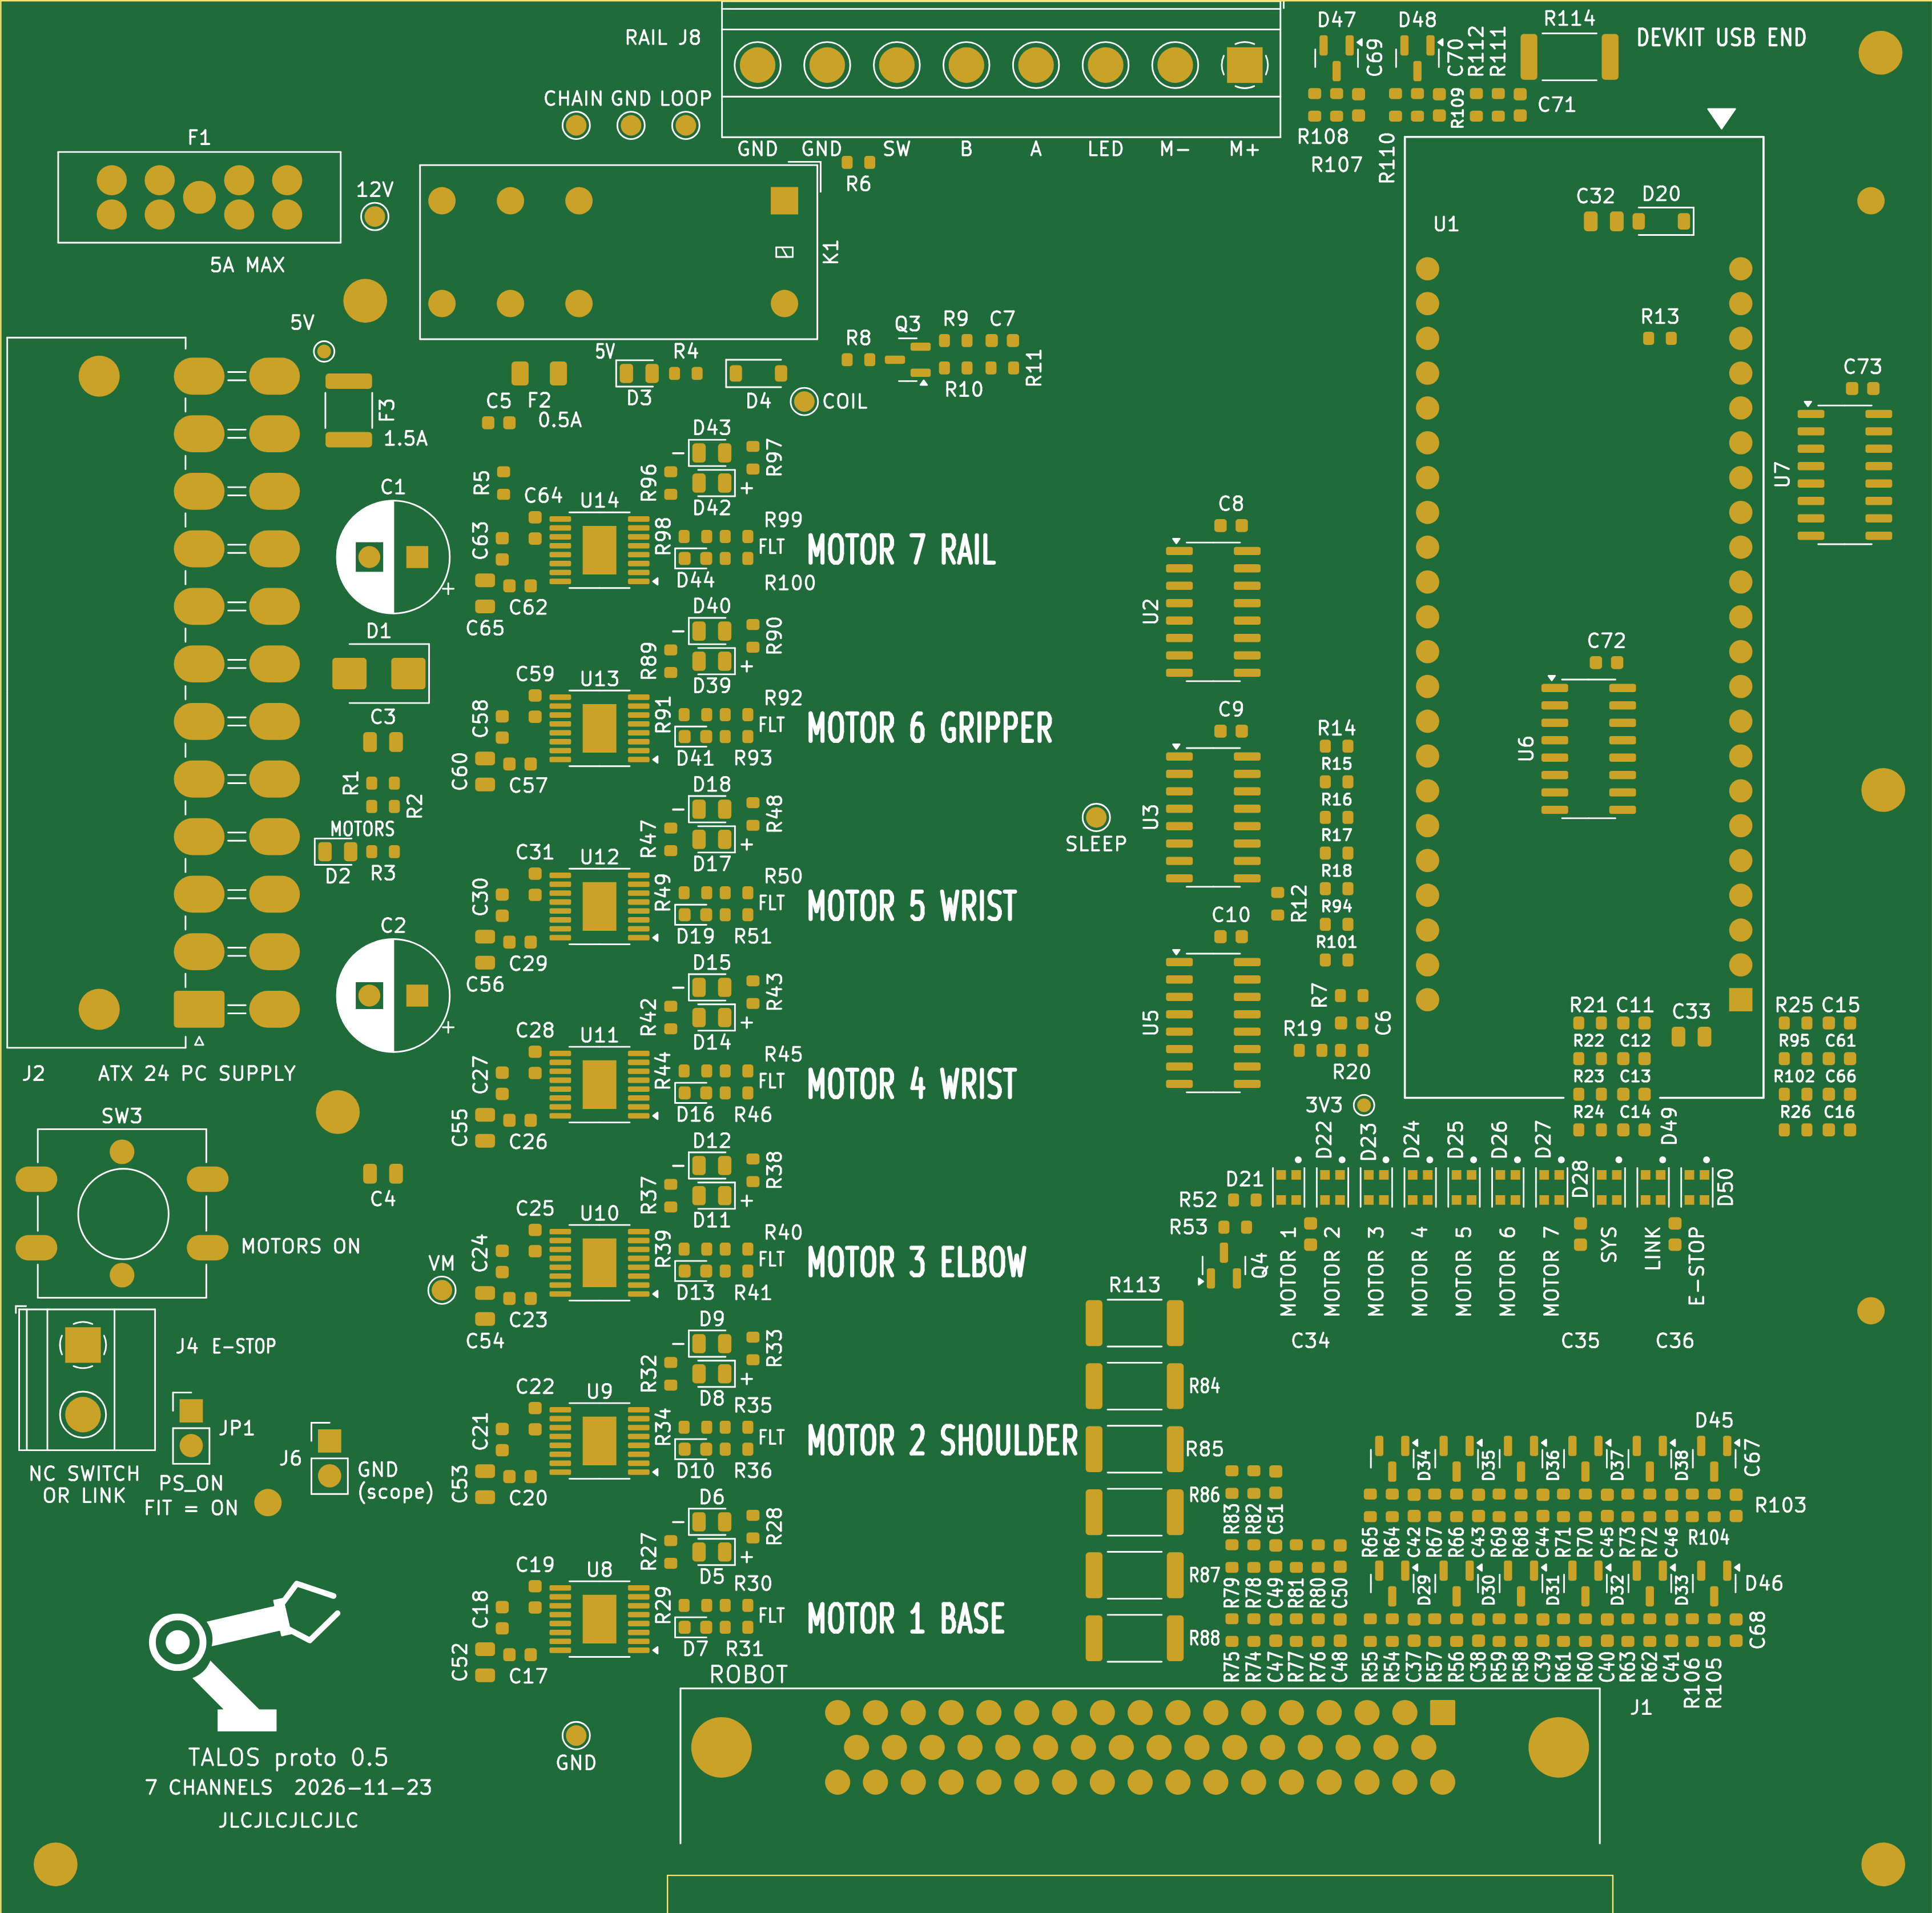 RAIL J8
D47
D48
R114
DEVKIT USB END
C69
C70
R112
R111
CHAIN GND LOOP
R109
C71
F1
R108
R107
R110
GND GND SW B A LED M- M+
12V
R6
C32
D20
U1
K1
5A MAX
5V
Q3
R9
C7
R13
5V
R4
R8
R11
C73
D3
D4
R10
F2
0.5A
C5
COIL
F3
1.5A
D43
-
R97
R5
R96
U7
+
C1
C64
U14
D42
C8
C63
R98
R99
FLT
MOTOR 7 RAIL
+
D44
R100
C62
C65
D40
U2
D1
-
R90
R89
C72
+
C59
U13
D39
C3
C58
R91
R92
FLT
MOTOR 6 GRIPPER
C9
R14
U6
D41
R93
C60
C57
R15
R1
R2
D18
R16
-
R48
MOTORS
R47
U3
R17
+
SLEEP
C31
U12
D17
D2
R3
R18
C30
R49
R50
FLT
MOTOR 5 WRIST
R12
R94
C2
D19
R51
C10
R101
C29
C56
D15
-
R43
R42
R7
+
R21
C11
C33
R25
C15
C28
U11
D14
U5
R19
C6
R22
C12
R95
C61
J2
ATX 24 PC SUPPLY
C27
R44
R45
FLT
MOTOR 4 WRIST
R20
R23
C13
R102
C66
SW3
D16
R46
3V3
R24
C14
D49
R26
C16
C55
C26
D12
D22
D23
D24
D25
D26
D27
-
R38
D21
D28
D50
C4
R37
R52
+
C25
U10
D11
R53
MOTORS ON
C24
R39
R40
FLT
MOTOR 3 ELBOW
Q4
MOTOR 1
MOTOR 2
MOTOR 3
MOTOR 4
MOTOR 5
MOTOR 6
MOTOR 7
SYS
LINK
E-STOP
VM
D13
R41
R113
C23
C54
D9
C34
C35
C36
J4 E-STOP
-
R33
R32
R84
+
C22
U9
D8
R35
JP1
C21
R34
FLT
MOTOR 2 SHOULDER
R85
D45
J6
GND
(scope)
D10
R36
D34
D35
D36
D37
D38
C67
NC SWITCH
OR LINK
PS_ON
FIT = ON
C53
C20
D6
R86
R103
-
R28
R83
R82
C51
R65
R64
C42
R67
R66
C43
R69
R68
C44
R71
R70
C45
R73
R72
C46
R104
R27
+
C19
U8
D5
R30
R87
R79
R78
C49
R81
R80
C50
D29
D30
D31
D32
D33
D46
C18
R29
FLT
MOTOR 1 BASE
R88
C68
D7
R31
C52
C17
ROBOT
R75
R74
C47
R77
R76
C48
R55
R54
C37
R57
R56
C38
R59
R58
C39
R61
R60
C40
R63
R62
C41
R106
R105
J1
TALOS proto 0.5
GND
7 CHANNELS 2026-11-23
JLCJLCJLCJLC